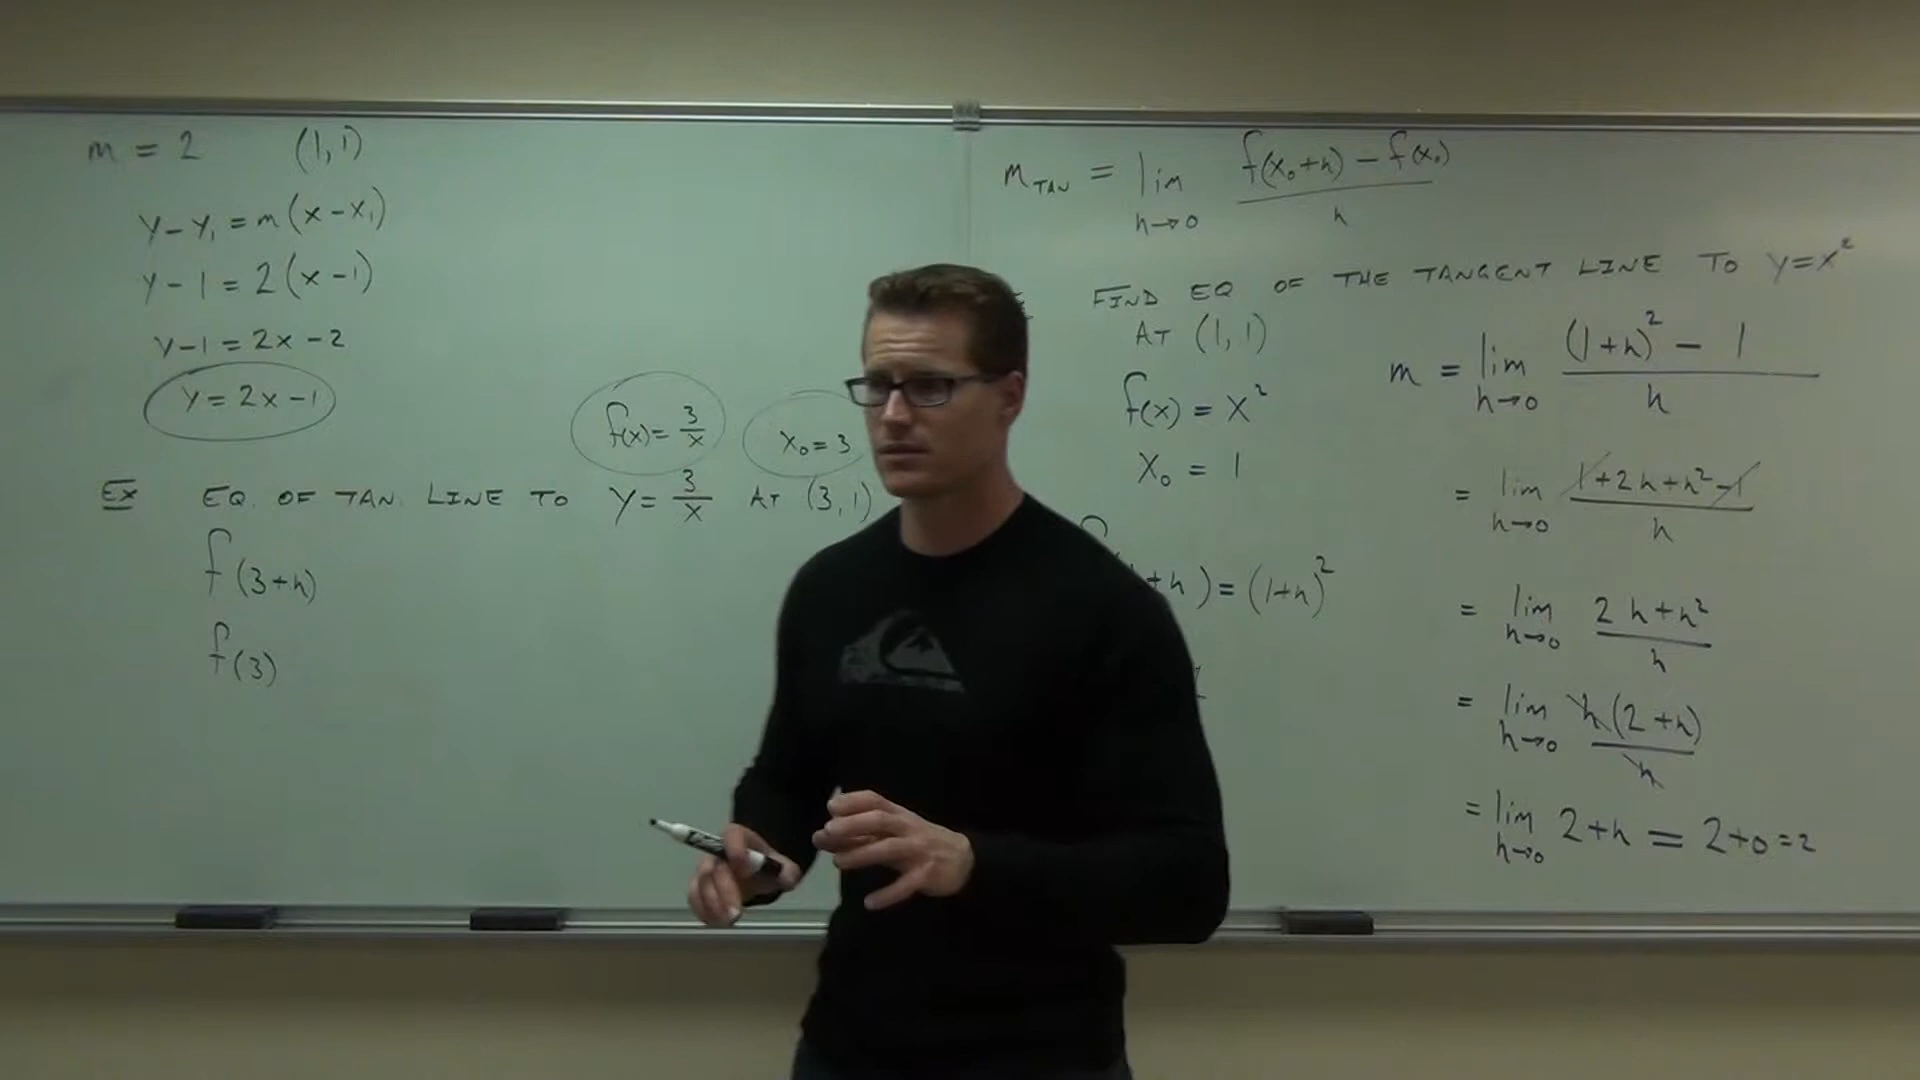 m = 2 (1,1)
y - y₁ = m(x - x₁)
y - 1 = 2(x - 1)
y - 1 = 2x - 2
y = 2x - 1
f(x) = 3/x x₀ = 3
EX EQ. OF TAN. LINE TO y = 3/x AT (3,1)
f(3+h)
f(3)
m_TAN = lim h→0 (f(x₀+h) - f(x₀))/h
FIND EQ OF THE TANGENT LINE TO y = x²
AT (1,1)
f(x) = x²
x₀ = 1
+h) = (1+h)²
m = lim h→0 ((1+h)² - 1)/h
= lim h→0 (1+2h+h²-1)/h
= lim h→0 (2h+h²)/h
= lim h→0 h(2+h)/h
= lim h→0 2+h = 2+0 = 2